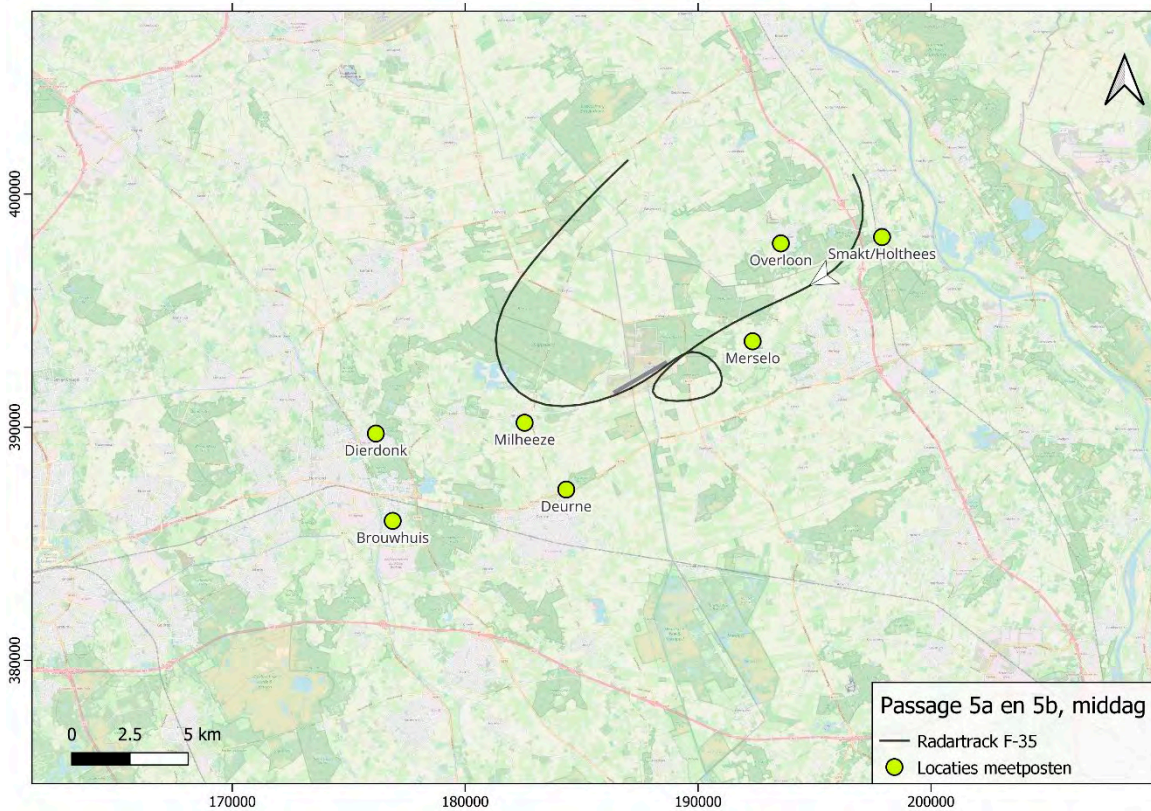 400000
390000
380000
Overloon
Smakt/Holthees
Merselo
Milheeze
Dierdonk
Deurne
Brouwhuis
0 2.5 5 km
Passage 5a en 5b, middag
Radartrack F-35
Locaties meetposten
170000 180000 190000 200000